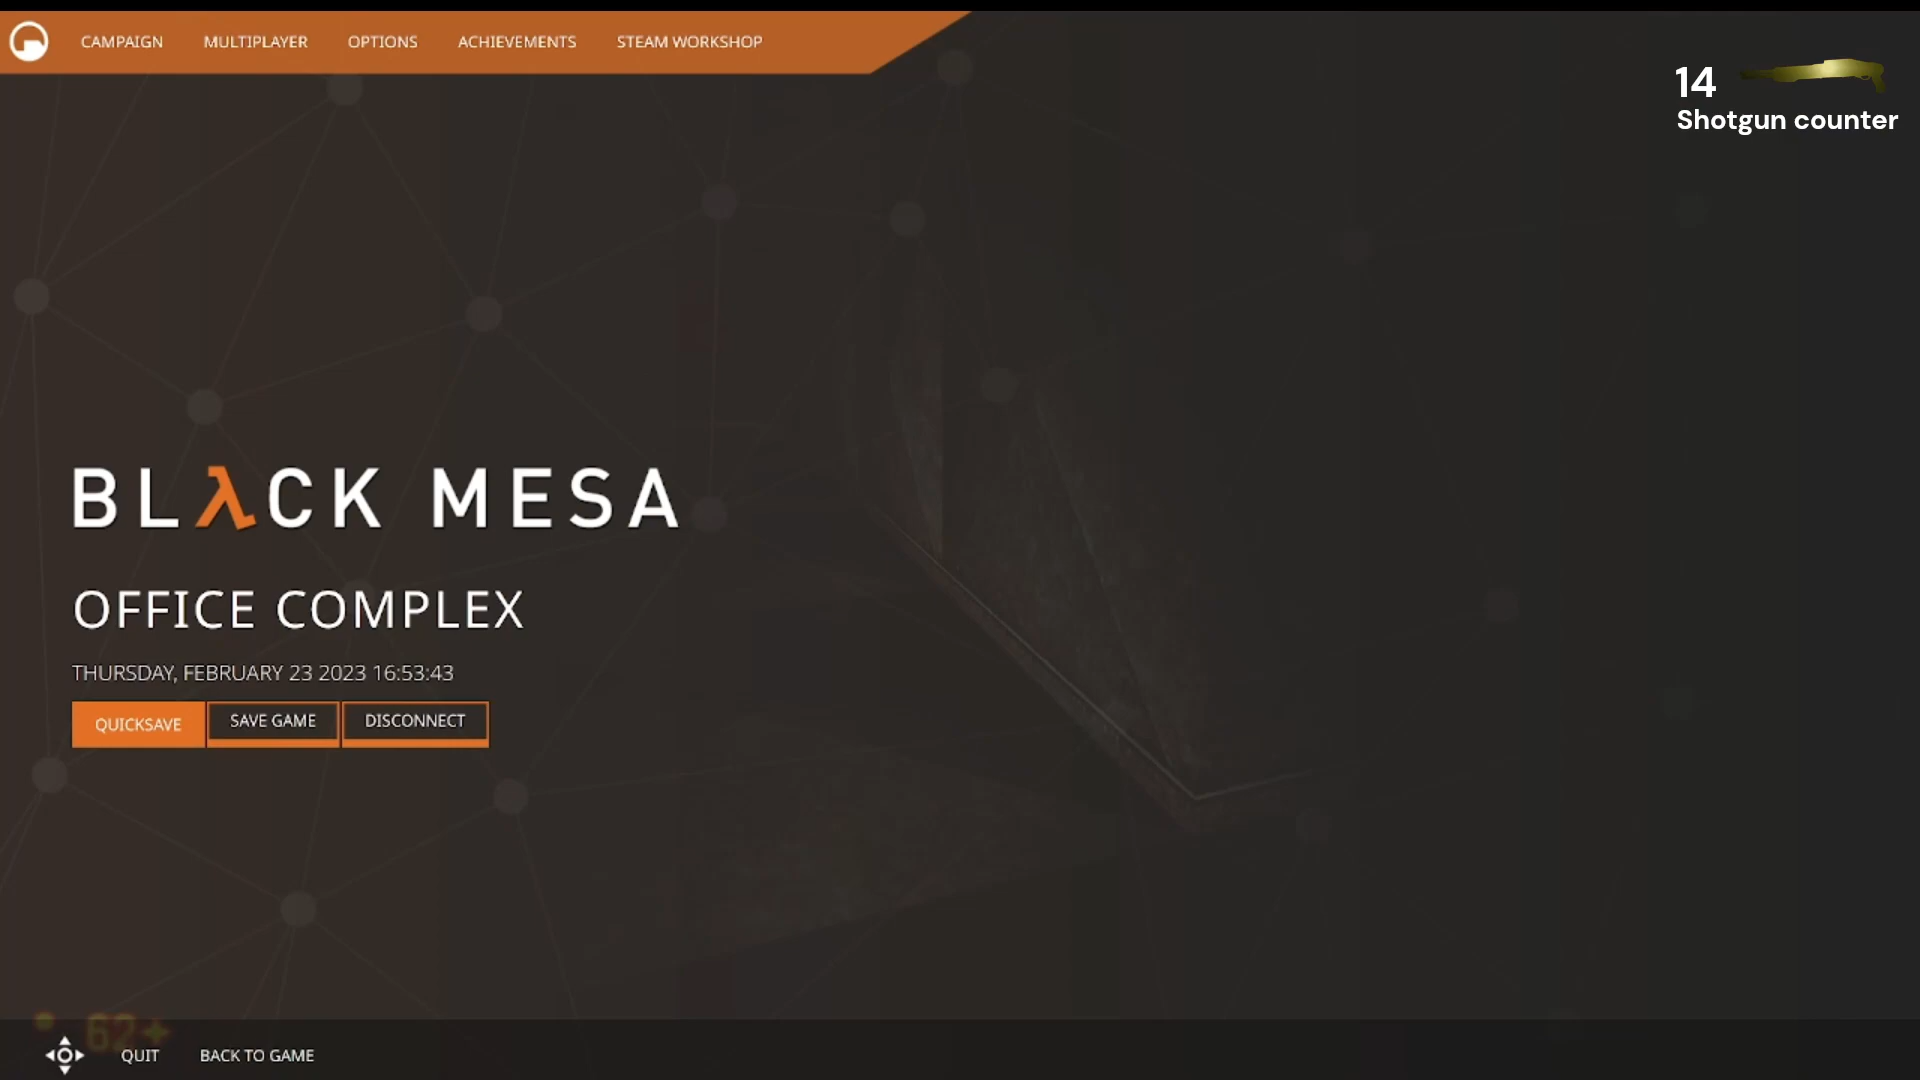 CAMPAIGN MULTIPLAYER OPTIONS ACHIEVEMENTS STEAM WORKSHOP
14
Shotgun counter
BLλCK MESA
OFFICE COMPLEX
THURSDAY, FEBRUARY 23 2023 16:53:43
QUICKSAVE SAVE GAME DISCONNECT
62+
QUIT BACK TO GAME